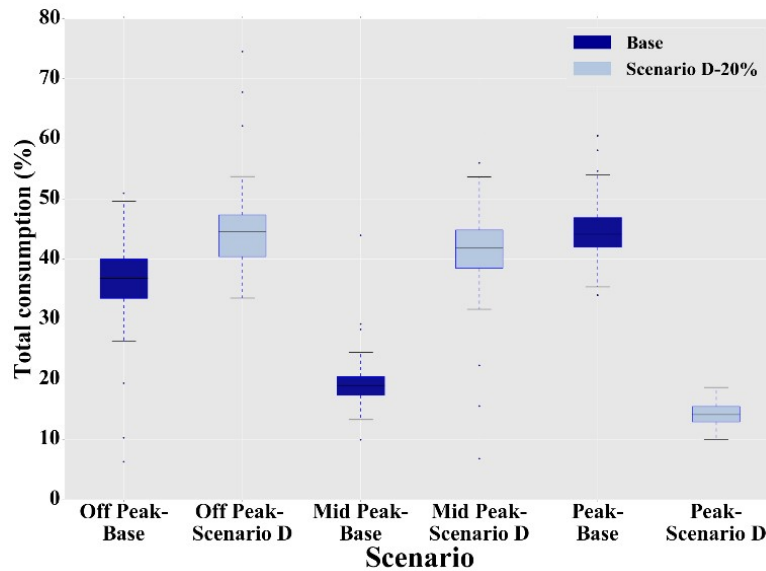 80
70
60
50
40
30
20
10
0
Total consumption (%)
Base
Scenario D-20%
Off Peak-
Base
Off Peak-
Scenario D
Mid Peak-
Base
Mid Peak-
Scenario D
Peak-
Base
Peak-
Scenario D
Scenario